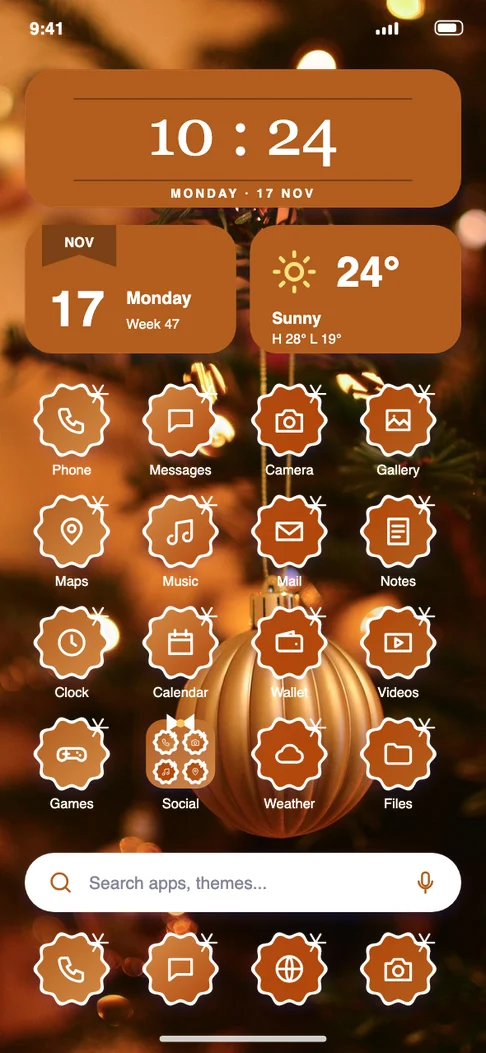 9:41
10 : 24
MONDAY · 17 NOV
NOV
17
Monday
Week 47
24°
Sunny
H 28° L 19°
Phone
Messages
Camera
Gallery
Maps
Music
Mail
Notes
Clock
Calendar
Wallet
Videos
Games
Social
Weather
Files
Search apps, themes...